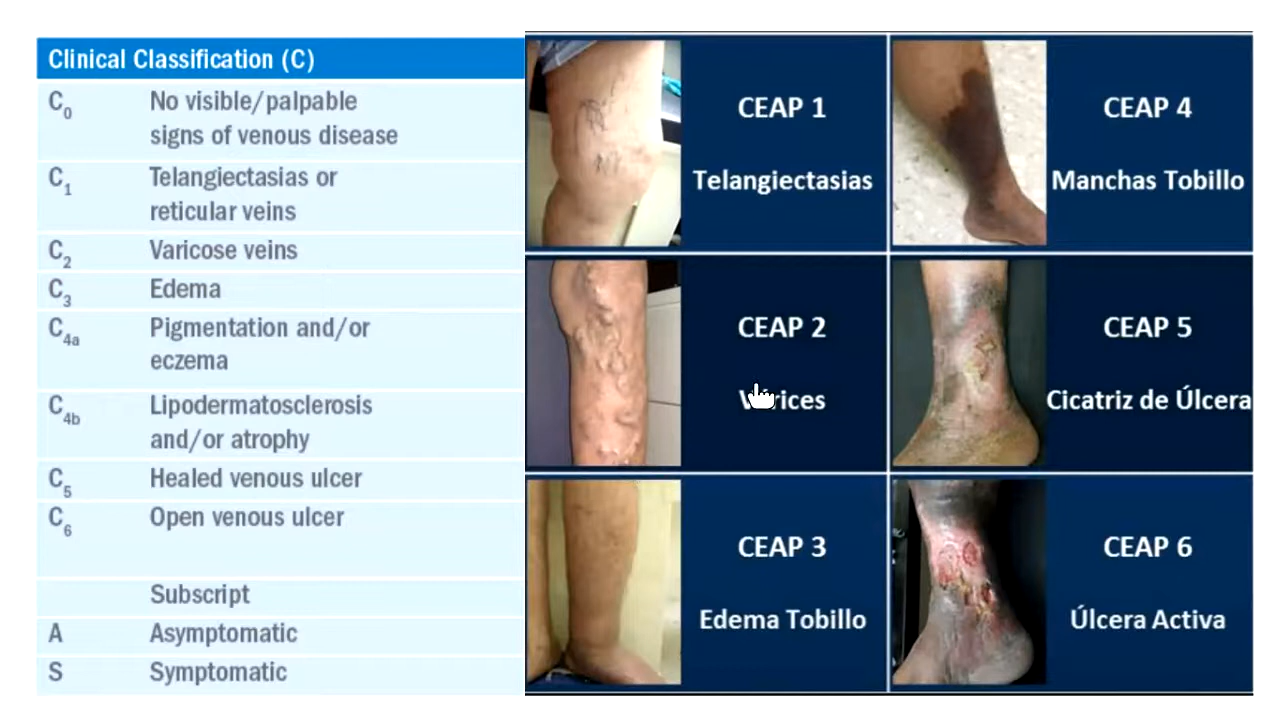 Clinical Classification (C)
C0 No visible/palpable
signs of venous disease
C1 Telangiectasias or
reticular veins
C2 Varicose veins
C3 Edema
C4a Pigmentation and/or
eczema
C4b Lipodermatosclerosis
and/or atrophy
C5 Healed venous ulcer
C6 Open venous ulcer
Subscript
A Asymptomatic
S Symptomatic
CEAP 1
Telangiectasias
CEAP 4
Manchas Tobillo
CEAP 2
CEAP 5
Cicatriz de Úlcera
CEAP 3
Edema Tobillo
CEAP 6
Úlcera Activa